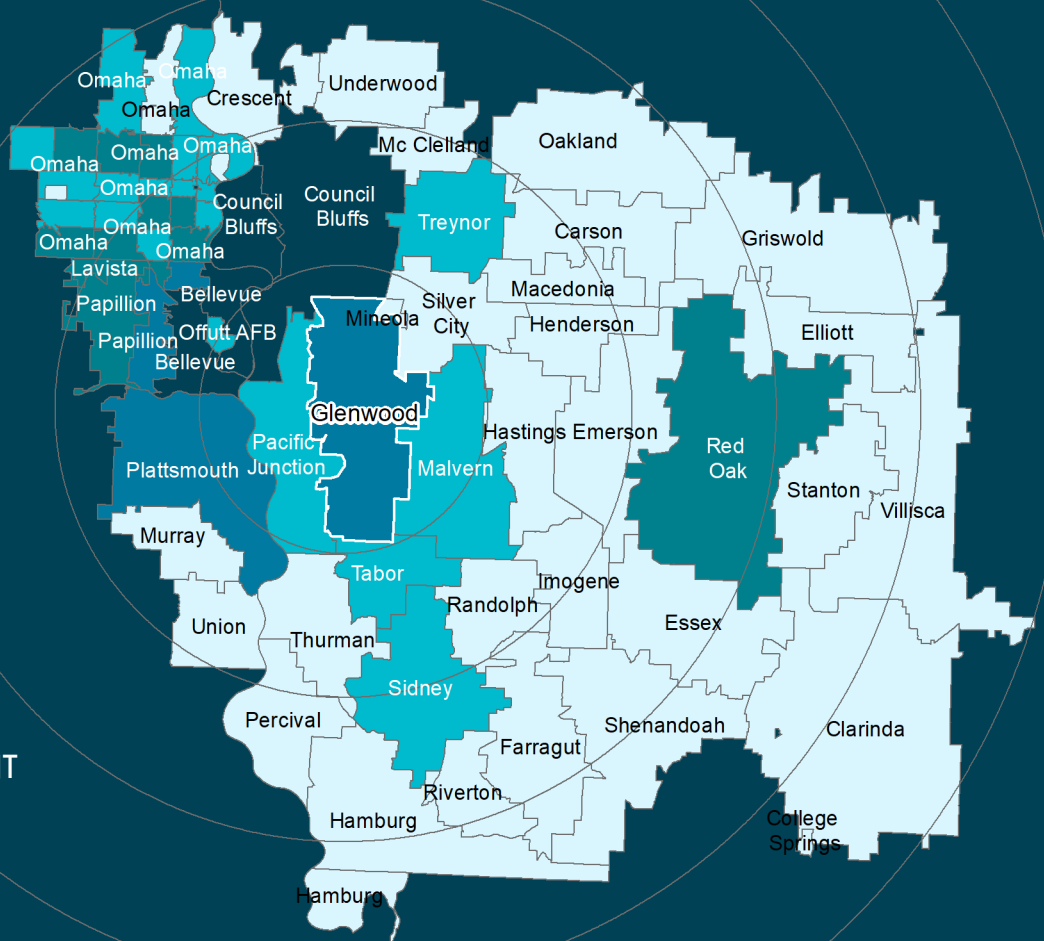 Underwood
Omaha
Omaha
Crescent
Omaha
Oakland
Mc Clelland
Omaha
Omaha
Omaha
Omaha
Council
Bluffs
Council
Bluffs
Treynor
Omaha
Carson
Griswold
Omaha
Omaha
Lavista
Macedonia
Bellevue
Papillion
Silver
City
Mineola
Henderson
Elliott
Offutt AFB
Papillion
Bellevue
Glenwood
Hastings
Emerson
Pacific
Junction
Red
Oak
Plattsmouth
Malvern
Stanton
Villisca
Murray
Tabor
Imogene
Randolph
Essex
Union
Thurman
Sidney
Percival
Shenandoah
Clarinda
Farragut
IT
Riverton
Hamburg
College
Springs
Hamburg